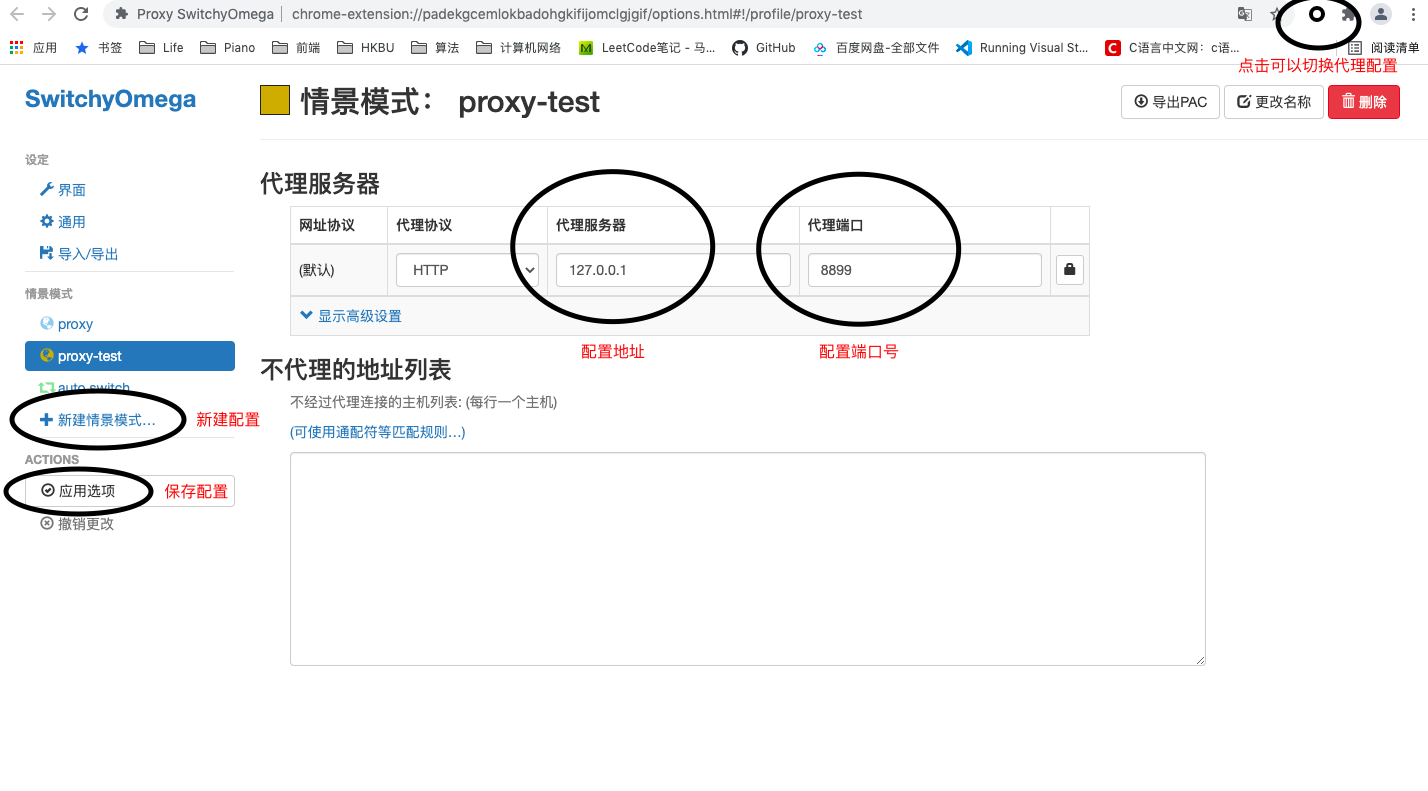 Proxy SwitchyOmega | chrome-extension://padekgcemlokbadohgkifijomclgjgif/options.html#!/profile/proxy-test
应用 书签 Life Piano 前端 HKBU 算法 计算机网络 LeetCode笔记 - 马... GitHub 百度网盘-全部文件 Running Visual St... C语言中文网：c语... 阅读清单
点击可以切换代理配置
SwitchyOmega
情景模式： proxy-test
导出PAC 更改名称 删除
设定
界面
通用
导入/导出
情景模式
proxy
proxy-test
auto switch
新建情景模式…
新建配置
ACTIONS
应用选项
保存配置
撤销更改
代理服务器
网址协议 代理协议 代理服务器 代理端口
(默认) HTTP 127.0.0.1 8899
显示高级设置
配置地址 配置端口号
不代理的地址列表
不经过代理连接的主机列表: (每行一个主机)
(可使用通配符等匹配规则…)